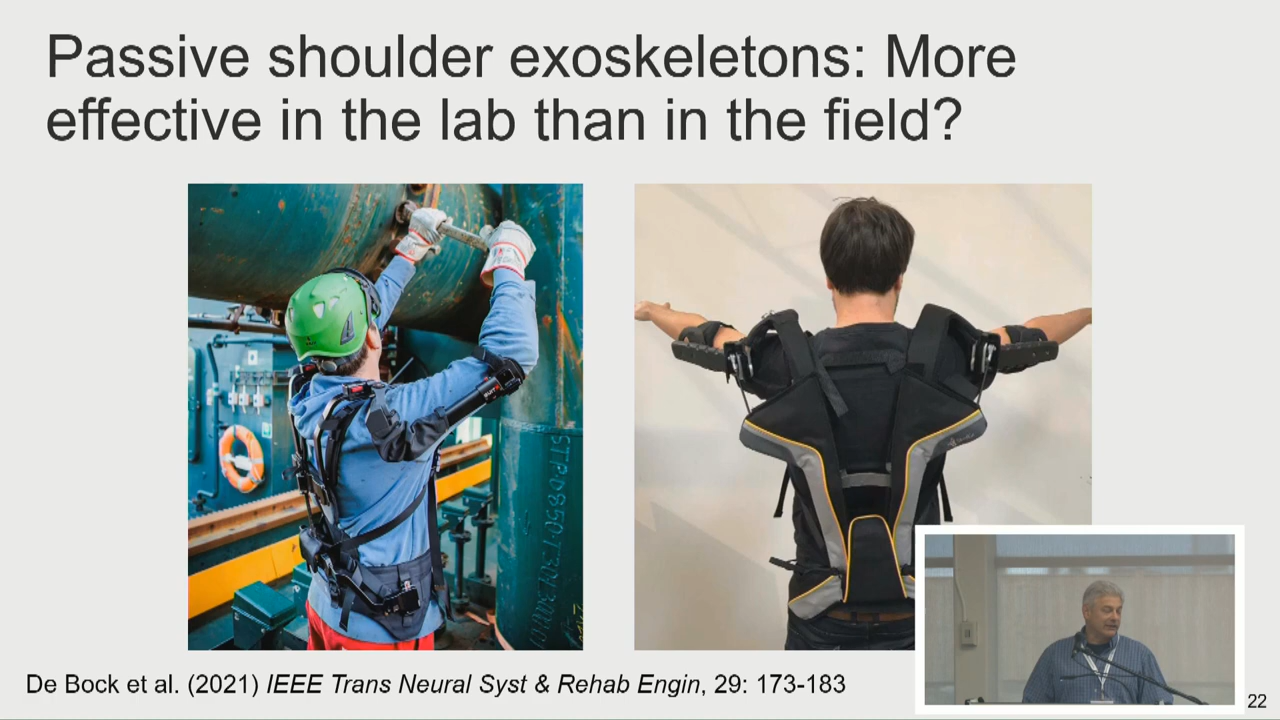 Passive shoulder exoskeletons: More
effective in the lab than in the field?
De Bock et al. (2021) IEEE Trans Neural Syst & Rehab Engin, 29: 173-183
22